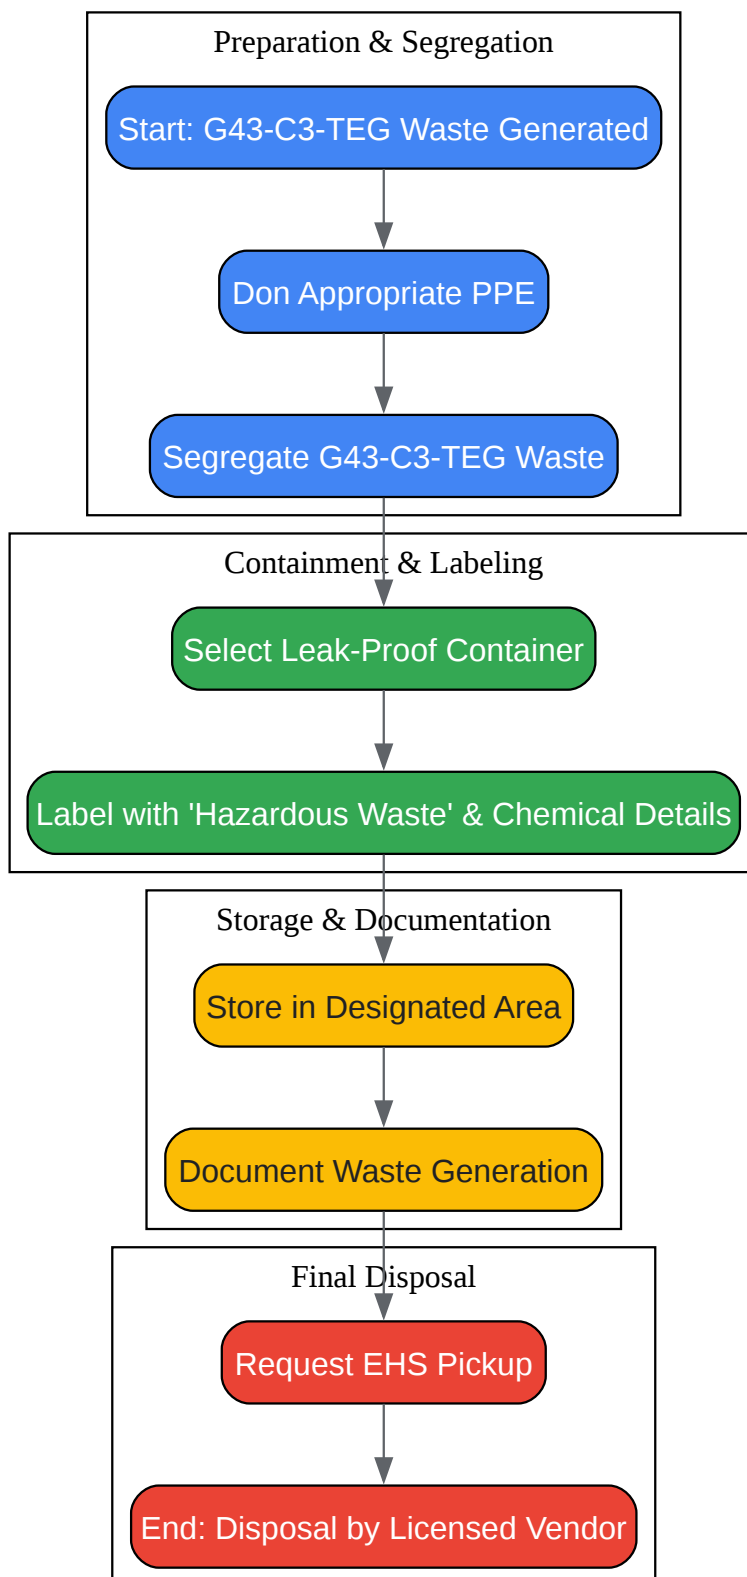 Preparation & Segregation
Start: G43-C3-TEG Waste Generated
Don Appropriate PPE
Segregate G43-C3-TEG Waste
Containment & Labeling
Select Leak-Proof Container
Label with 'Hazardous Waste' & Chemical Details
Storage & Documentation
Store in Designated Area
Document Waste Generation
Final Disposal
Request EHS Pickup
End: Disposal by Licensed Vendor